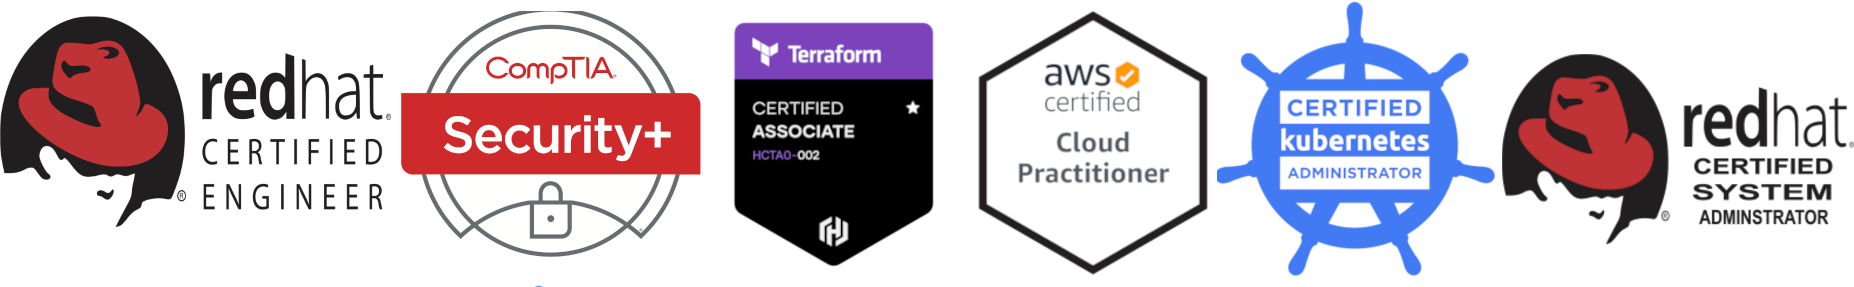 redhat®
CERTIFIED
ENGINEER
®
CompTIA.
Security+
Terraform
CERTIFIED
ASSOCIATE
HCTA0-002
aws
certified
Cloud
Practitioner
CERTIFIED
kubernetes
ADMINISTRATOR
redhat®
CERTIFIED
SYSTEM
ADMINSTRATOR
®